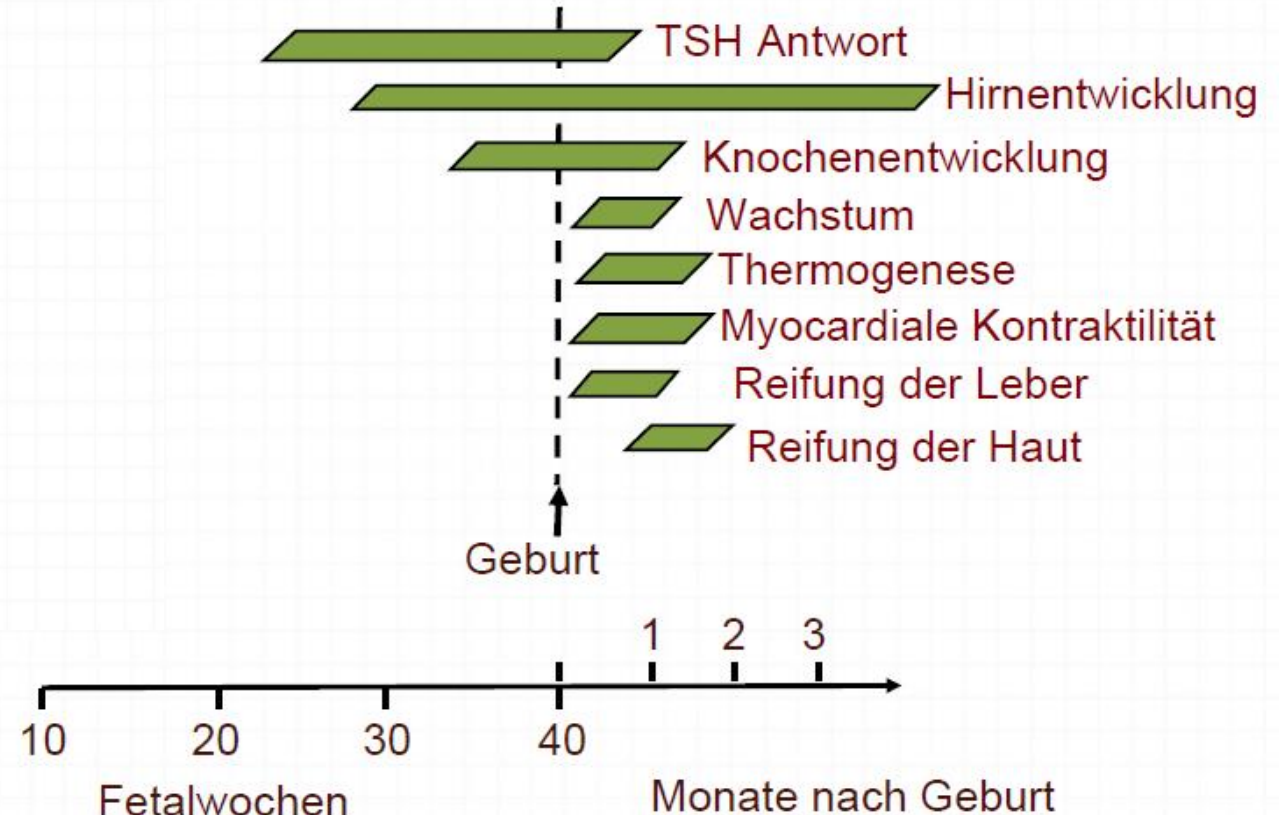 TSH Antwort
Hirnentwicklung
Knochenentwicklung
Wachstum
Thermogenese
Myocardiale Kontraktilität
Reifung der Leber
Reifung der Haut
Geburt
1 2 3
10 20 30 40
Fetalwochen Monate nach Geburt